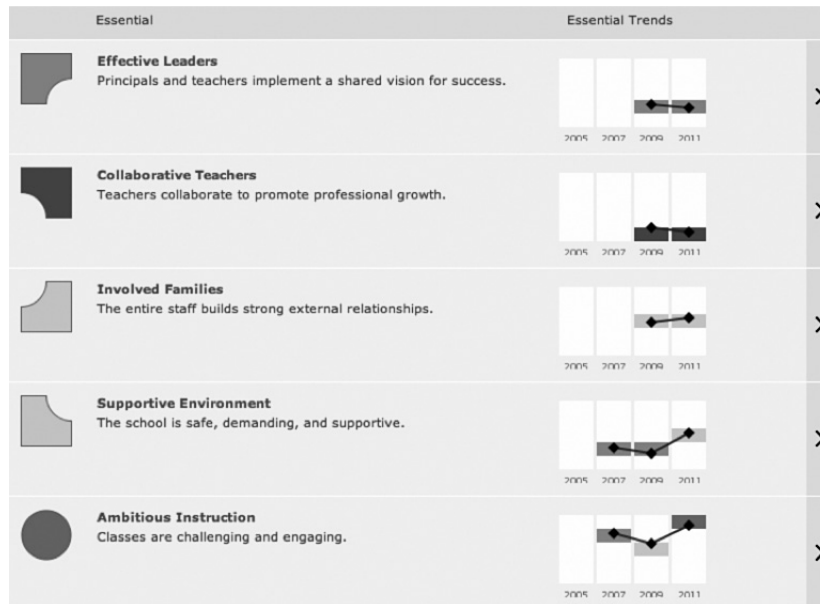 Essential Essential Trends
Effective Leaders
Principals and teachers implement a shared vision for success.
2005 2007 2009 2011
Collaborative Teachers
Teachers collaborate to promote professional growth.
2005 2007 2009 2011
Involved Families
The entire staff builds strong external relationships.
2005 2007 2009 2011
Supportive Environment
The school is safe, demanding, and supportive.
2005 2007 2009 2011
Ambitious Instruction
Classes are challenging and engaging.
2005 2007 2009 2011